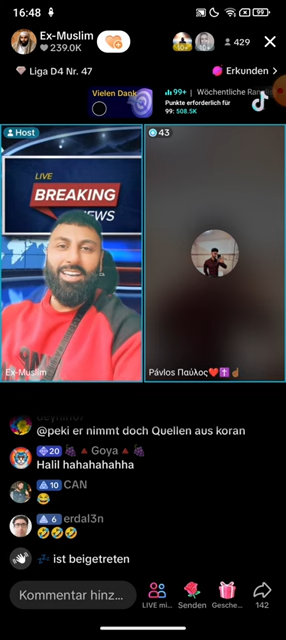 16:48
99
Ex-Muslim
239.0K
429
Liga D4 Nr. 47
Erkunden >
Vielen Dank
99+ | Wöchentliche Ran
Punkte erforderlich für
99: 508.5K
Host
43
LIVE
BREAKING
NEWS
Ex-Muslim
Pávlos Παύλος❤️✝️☝🏾
@peki er nimmt doch Quellen aus koran
20 🍇🔺Goya🔺🍇
Halil hahahahahha
10 CAN
😂
6 erdal3n
🤣🤣🤣
💤 ist beigetreten
Kommentar hinz...
LIVE mi...
Senden
Gesche...
142